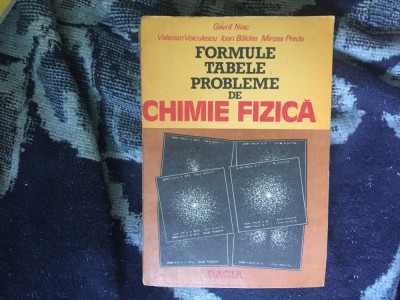 Gavril Niac
Valerian Voiculescu Ioan Bâldea Mircea Preda
FORMULE
TABELE
PROBLEME
DE
CHIMIE FIZICĂ
DACIA